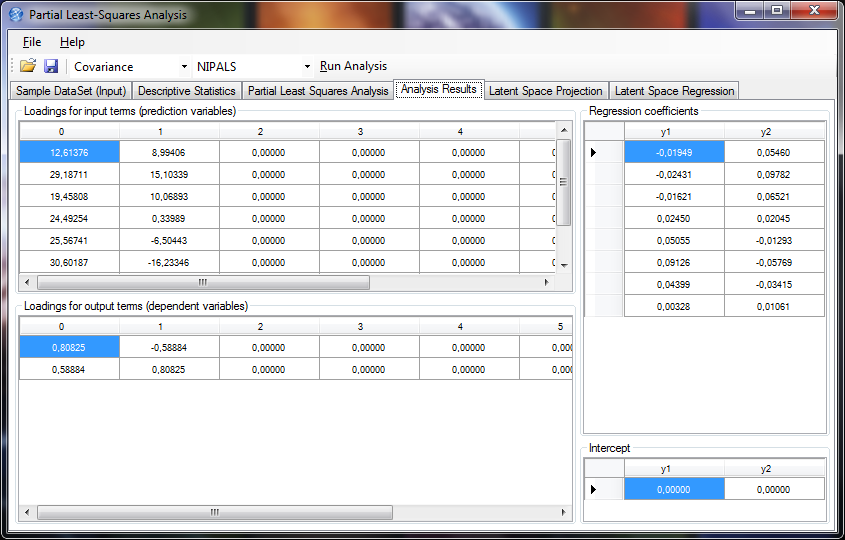 Partial Least-Squares Analysis
File Help
Covariance NIPALS Run Analysis
Sample DataSet (Input) Descriptive Statistics Partial Least Squares Analysis Analysis Results Latent Space Projection Latent Space Regression
Loadings for input terms (prediction variables)
0 1 2 3 4
12,61376 8,99406 0,00000 0,00000 0,00000 0
29,18711 15,10339 0,00000 0,00000 0,00000 0
19,45808 10,06893 0,00000 0,00000 0,00000 0
24,49254 0,33989 0,00000 0,00000 0,00000 0
25,56741 -6,50443 0,00000 0,00000 0,00000 0
30,60187 -16,23346 0,00000 0,00000 0,00000 0
Loadings for output terms (dependent variables)
0 1 2 3 4 5
0,80825 -0,58884 0,00000 0,00000 0,00000 0,000
0,58884 0,80825 0,00000 0,00000 0,00000 0,000
Regression coefficients
y1 y2
-0,01949 0,05460
-0,02431 0,09782
-0,01621 0,06521
0,02450 0,02045
0,05055 -0,01293
0,09126 -0,05769
0,04399 -0,03415
0,00328 0,01061
Intercept
y1 y2
0,00000 0,00000